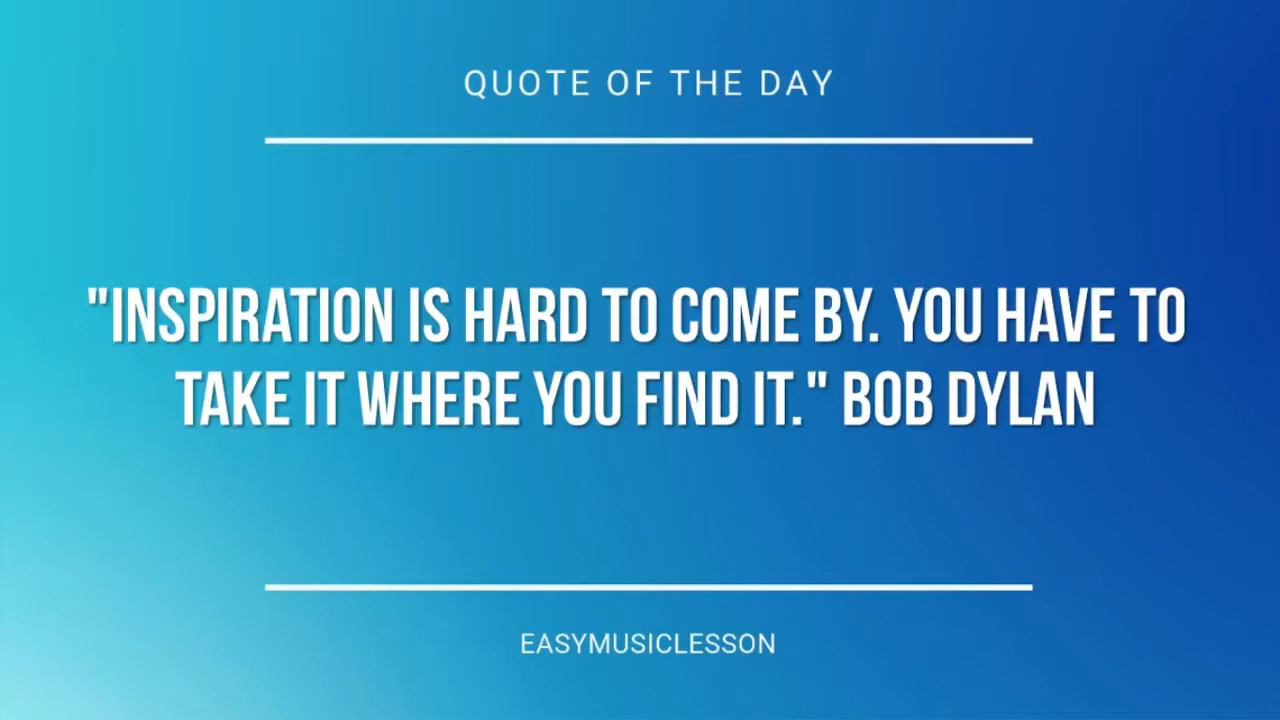 QUOTE OF THE DAY
"INSPIRATION IS HARD TO COME BY. YOU HAVE TO
TAKE IT WHERE YOU FIND IT." BOB DYLAN
EASYMUSICLESSON